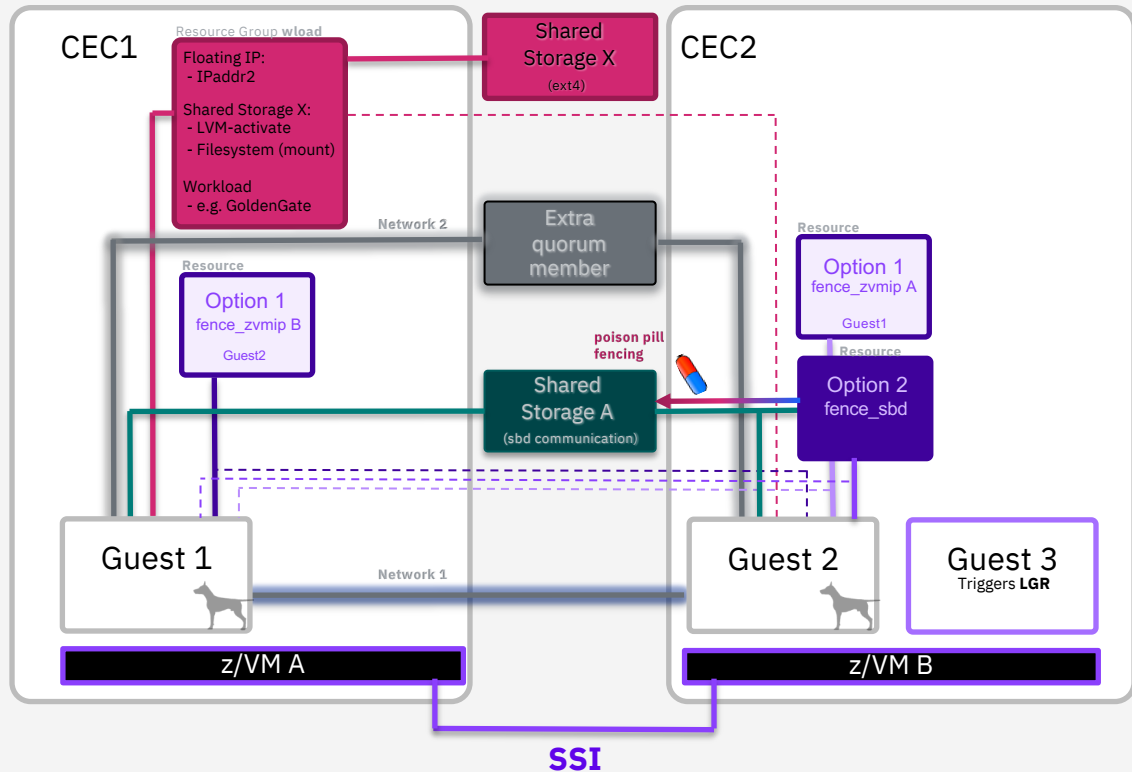 CEC1
Resource Group wload
Floating IP:
- IPaddr2
Shared Storage X:
- LVM-activate
- Filesystem (mount)
Workload
- e.g. GoldenGate
Shared
Storage X
(ext4)
CEC2
Network 2
Extra
quorum
member
Resource
Option 1
fence_zvmip B
Guest2
Resource
Option 1
fence_zvmip A
Guest1
poison pill
fencing
Shared
Storage A
(sbd communication)
Resource
Option 2
fence_sbd
Guest 1
Network 1
Guest 2
Guest 3
Triggers LGR
z/VM A
z/VM B
SSI